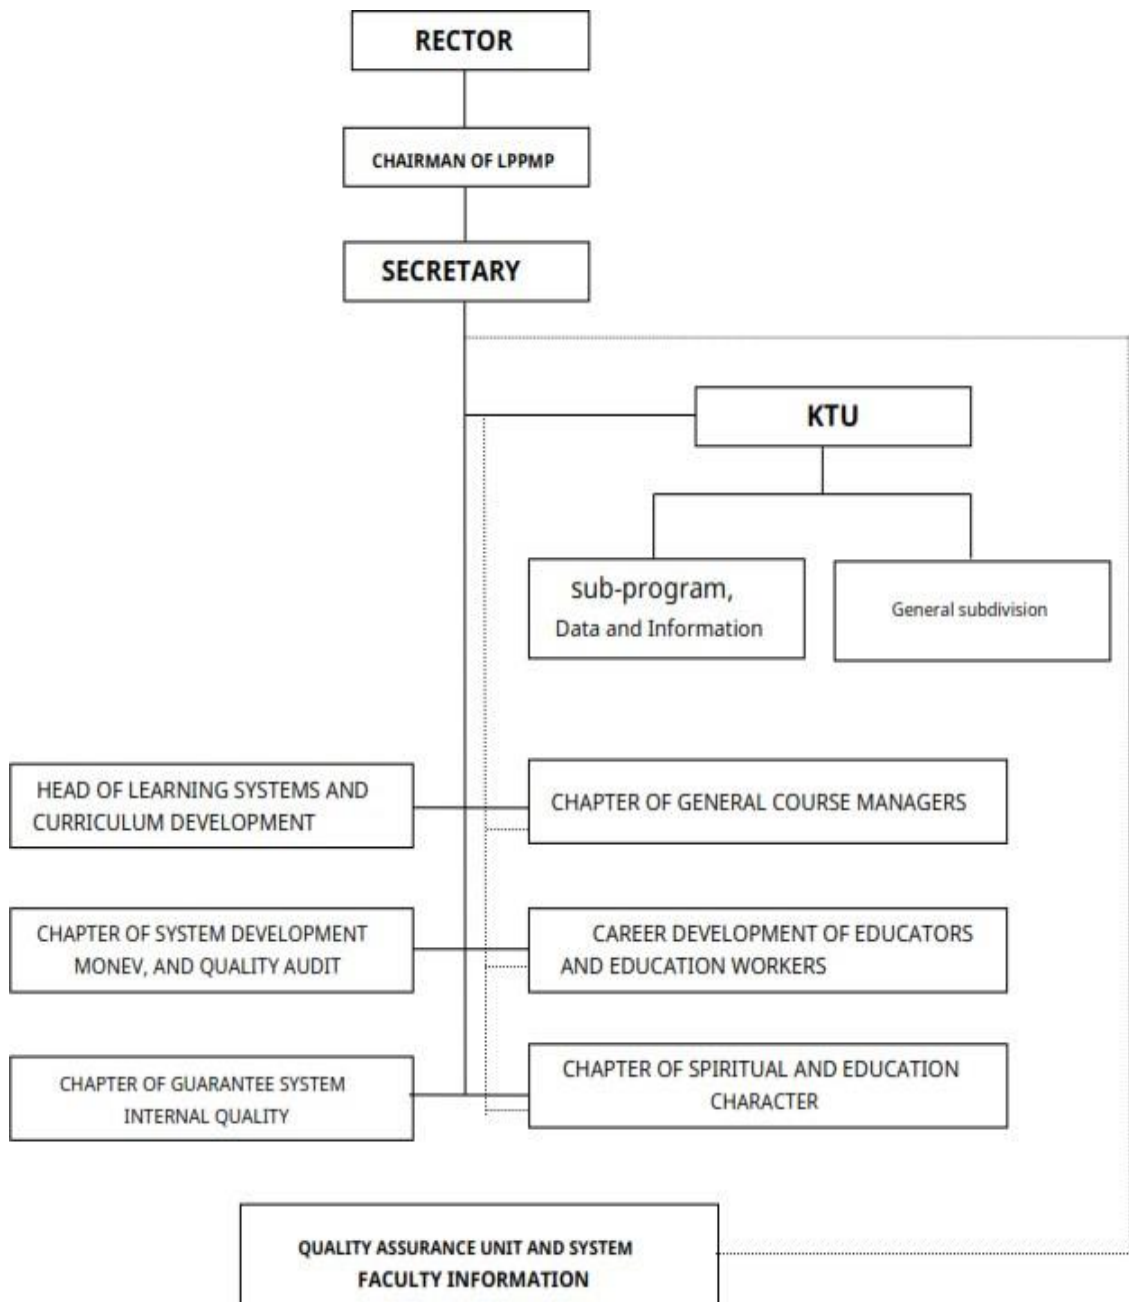 RECTOR
CHAIRMAN OF LPPMP
SECRETARY
KTU
sub-program,
Data and Information
General subdivision
HEAD OF LEARNING SYSTEMS AND
CURRICULUM DEVELOPMENT
CHAPTER OF GENERAL COURSE MANAGERS
CHAPTER OF SYSTEM DEVELOPMENT
MONEV, AND QUALITY AUDIT
CAREER DEVELOPMENT OF EDUCATORS
AND EDUCATION WORKERS
CHAPTER OF GUARANTEE SYSTEM
INTERNAL QUALITY
CHAPTER OF SPIRITUAL AND EDUCATION
CHARACTER
QUALITY ASSURANCE UNIT AND SYSTEM
FACULTY INFORMATION